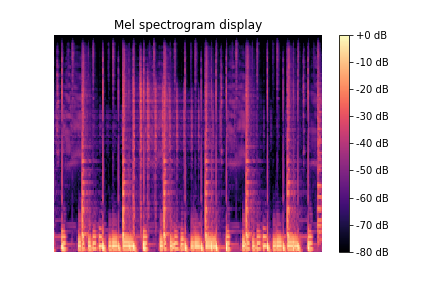 Mel spectrogram display
+0 dB
-10 dB
-20 dB
-30 dB
-40 dB
-50 dB
-60 dB
-70 dB
-80 dB